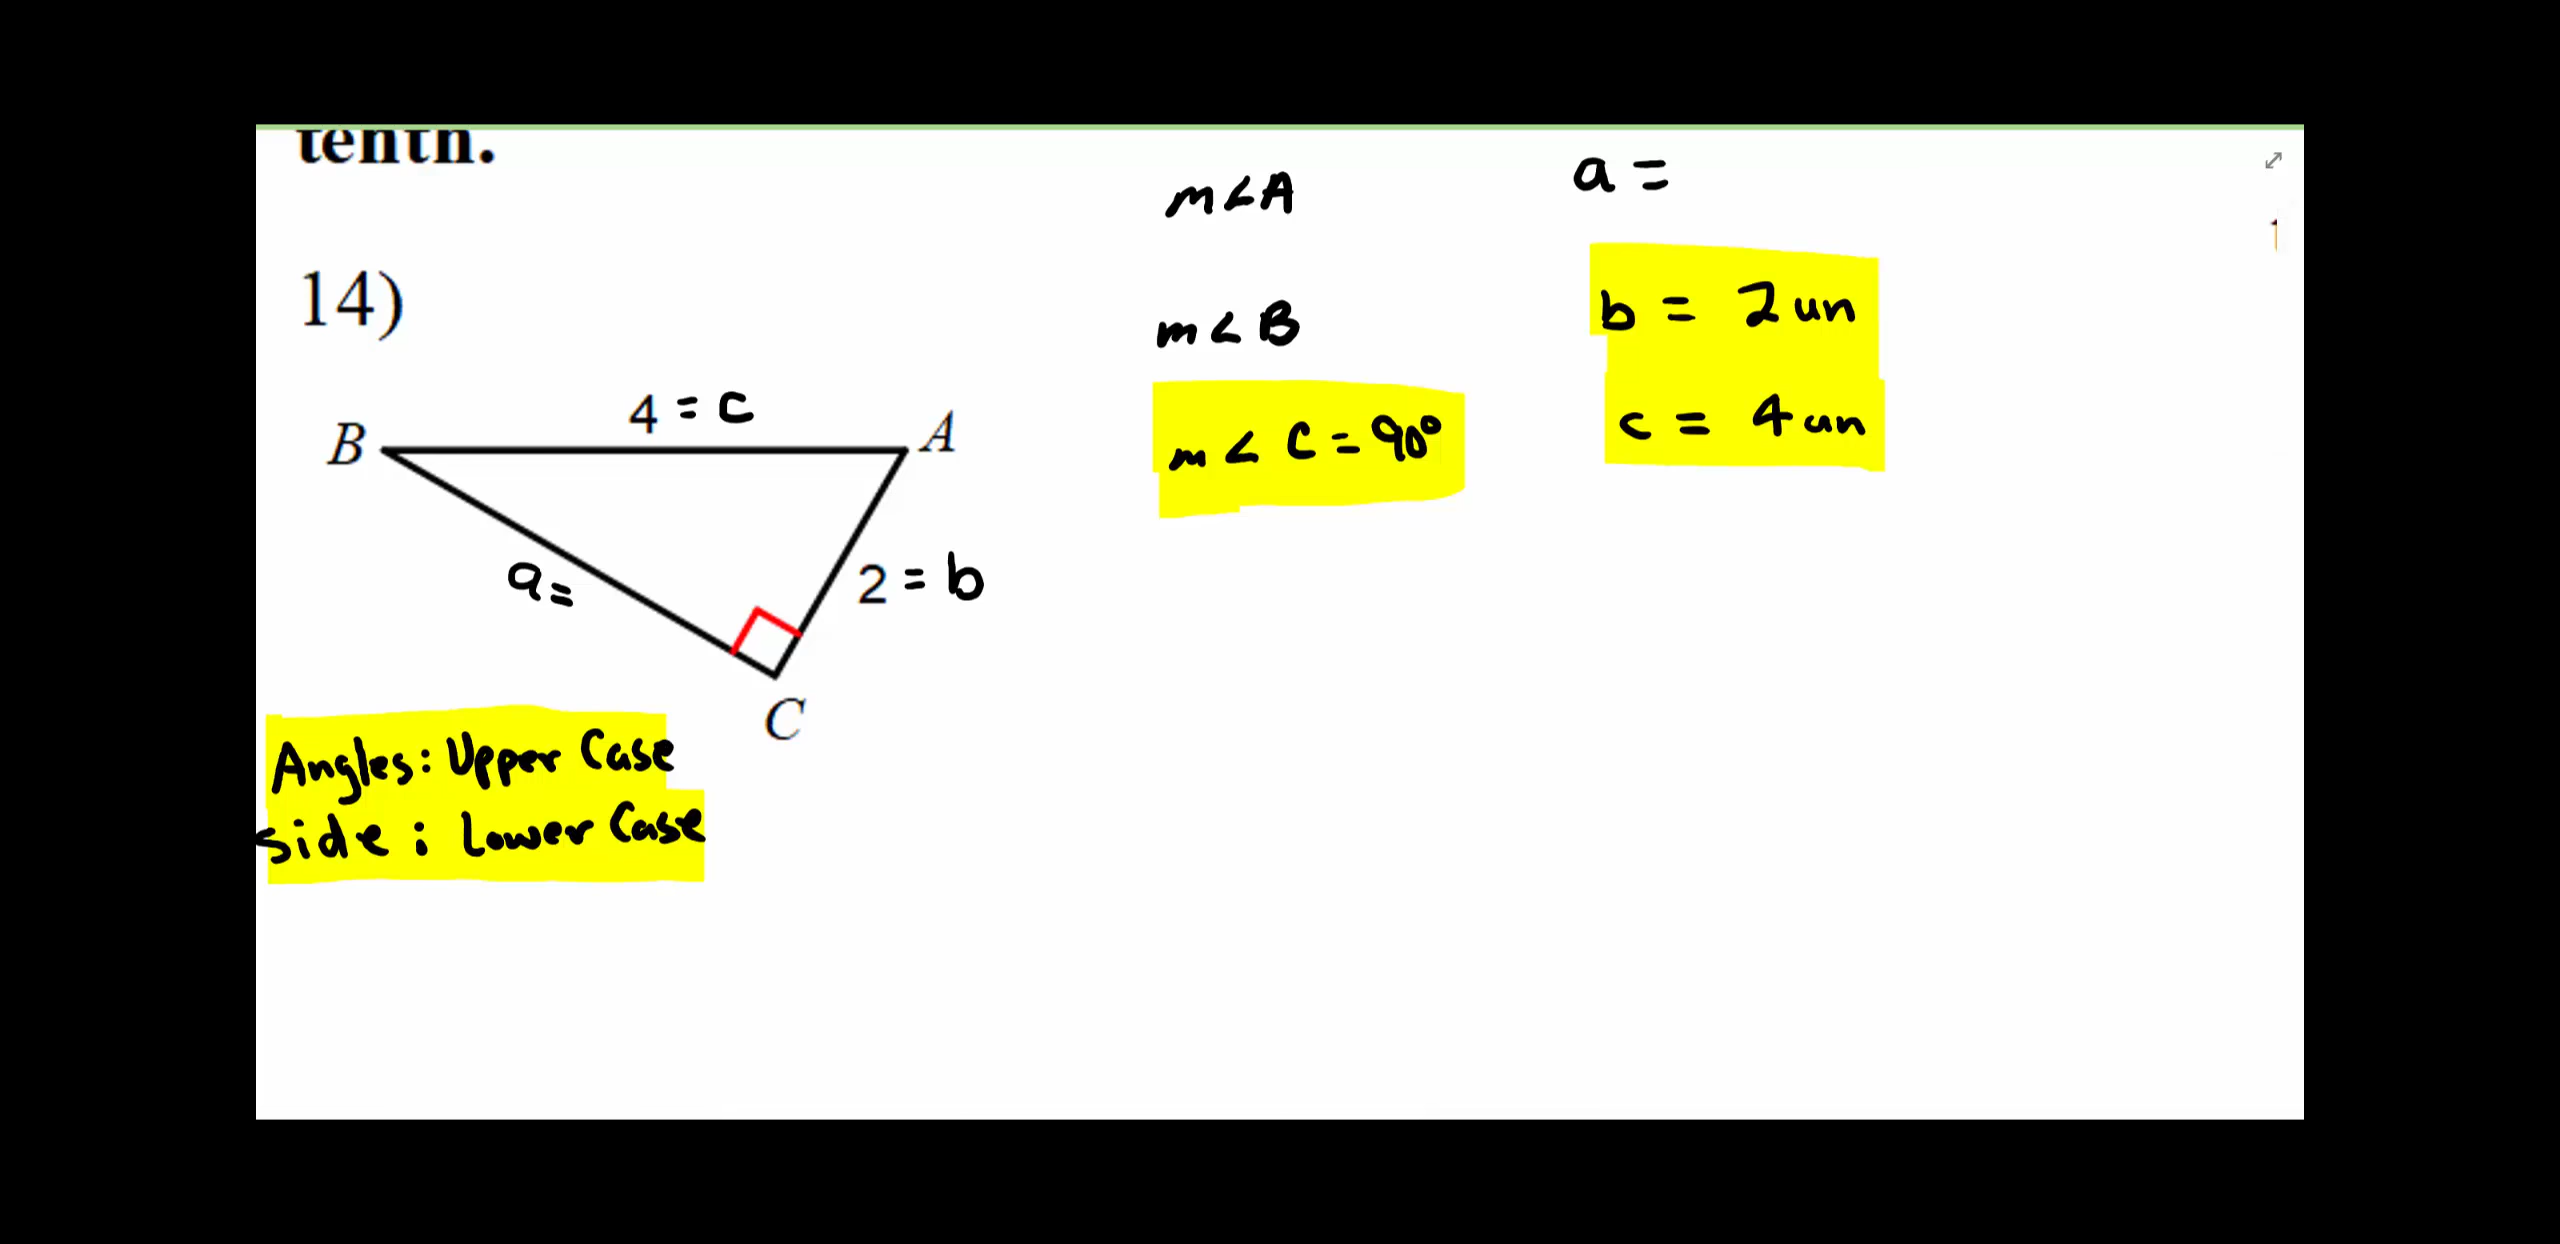 tenth.
14)
m∠A
a =
m∠B
b = 2 un
m∠C = 90°
c = 4 un
4 = c
B
A
a =
2 = b
C
Angles: Upper Case
side: Lower Case